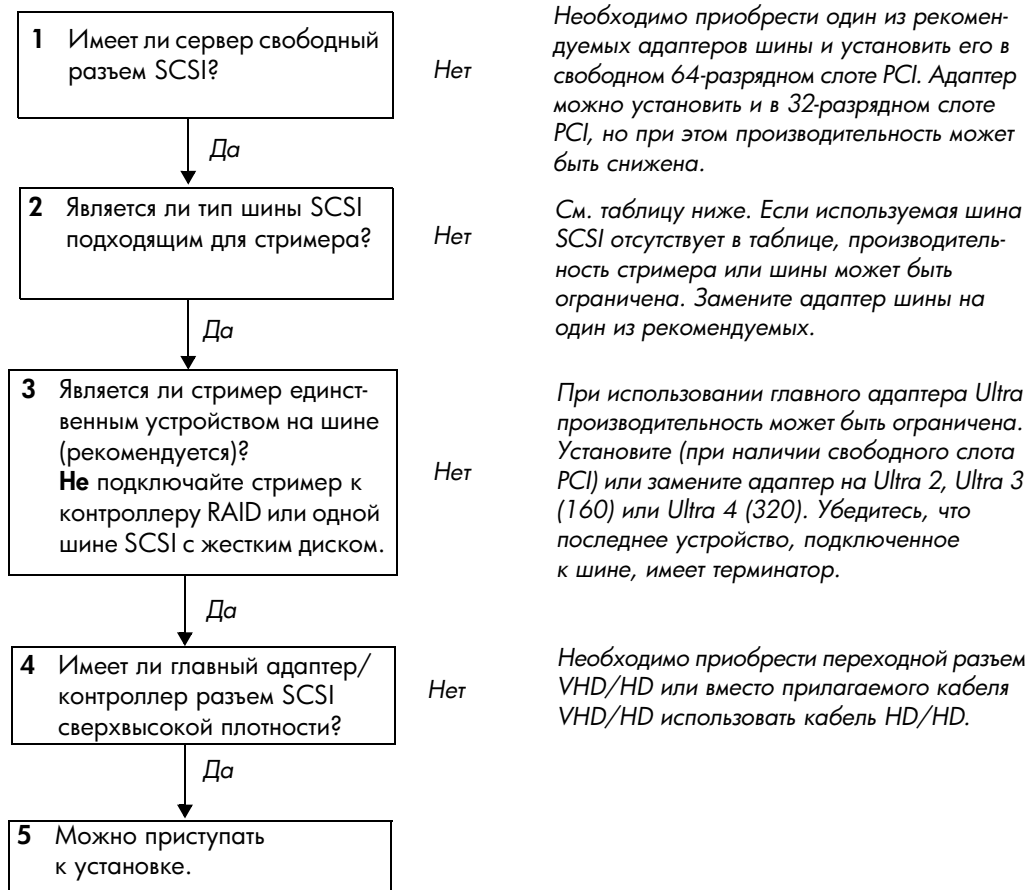 1 Имеет ли сервер свободный
разъем SCSI?
Нет
Необходимо приобрести один из рекомен-
дуемых адаптеров шины и установить его в
свободном 64-разрядном слоте PCI. Адаптер
можно установить и в 32-разрядном слоте
PCI, но при этом производительность может
быть снижена.
Да
2 Является ли тип шины SCSI
подходящим для стримера?
Нет
См. таблицу ниже. Если используемая шина
SCSI отсутствует в таблице, производитель-
ность стримера или шины может быть
ограничена. Замените адаптер шины на
один из рекомендуемых.
Да
3 Является ли стример единст-
венным устройством на шине
(рекомендуется)?
Не подключайте стример к
контроллеру RAID или одной
шине SCSI с жестким диском.
Нет
При использовании главного адаптера Ultra
производительность может быть ограничена.
Установите (при наличии свободного слота
PCI) или замените адаптер на Ultra 2, Ultra 3
(160) или Ultra 4 (320). Убедитесь, что
последнее устройство, подключенное
к шине, имеет терминатор.
Да
4 Имеет ли главный адаптер/
контроллер разъем SCSI
сверхвысокой плотности?
Нет
Необходимо приобрести переходной разъем
VHD/HD или вместо прилагаемого кабеля
VHD/HD использовать кабель HD/HD.
Да
5 Можно приступать
к установке.